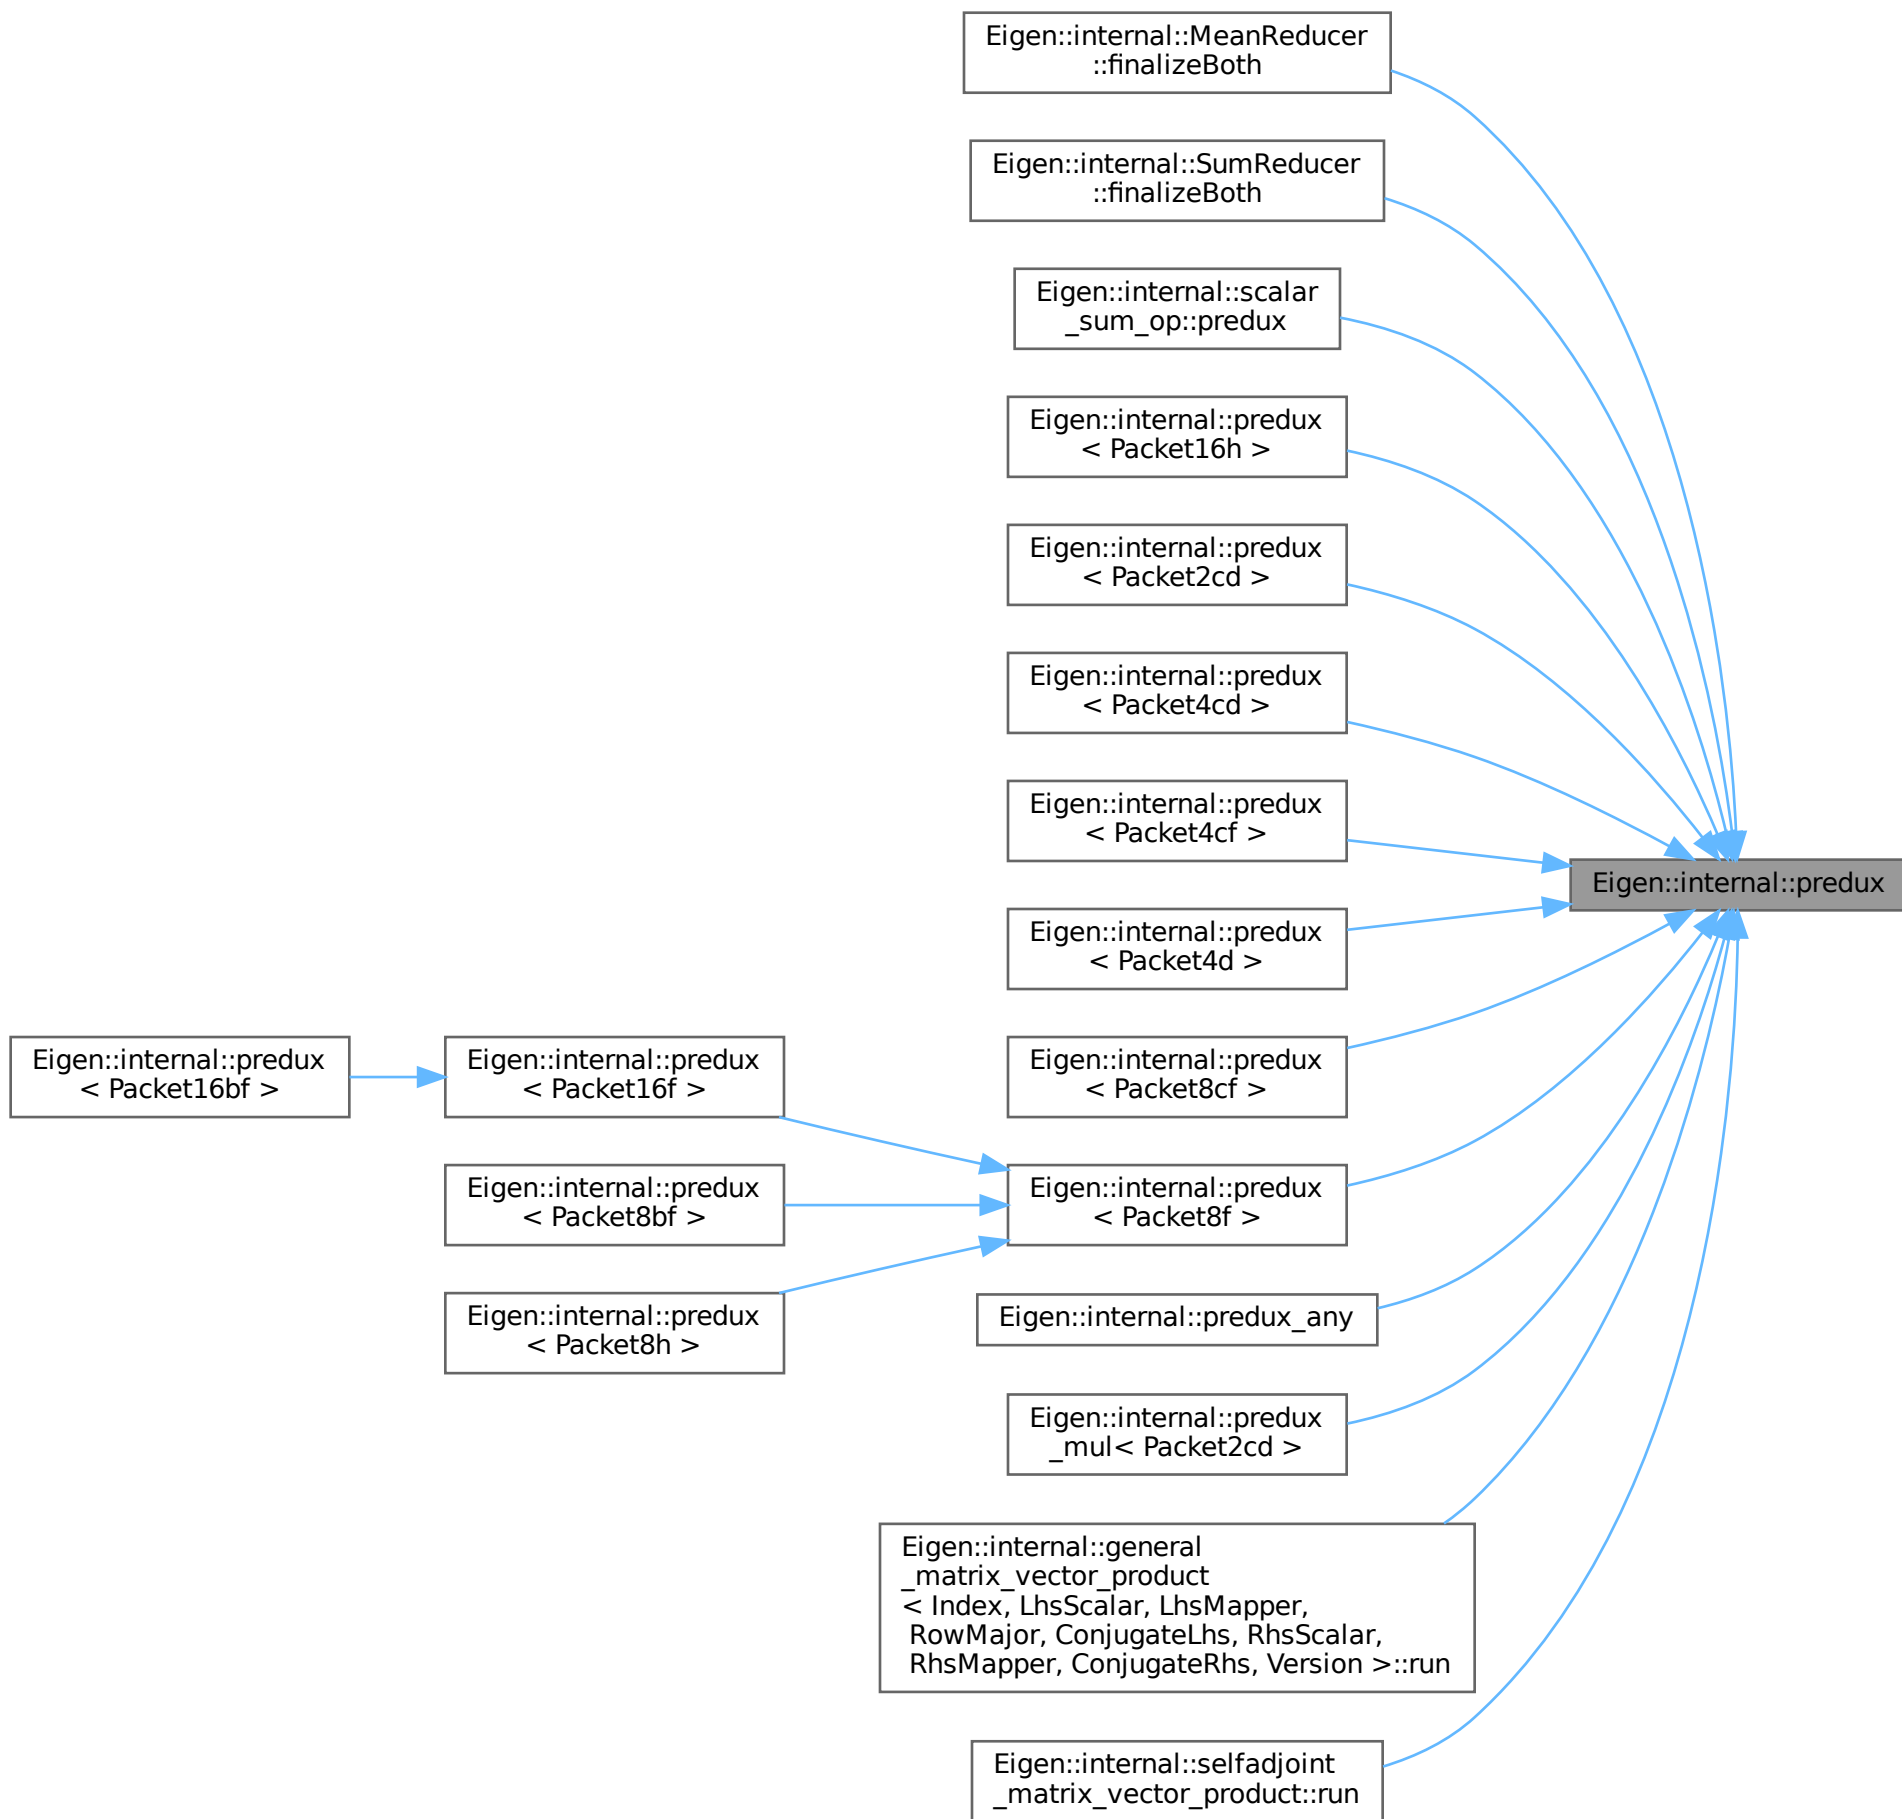 Eigen::internal::MeanReducer
::finalizeBoth
Eigen::internal::SumReducer
::finalizeBoth
Eigen::internal::scalar
_sum_op::predux
Eigen::internal::predux
< Packet16h >
Eigen::internal::predux
< Packet2cd >
Eigen::internal::predux
< Packet4cd >
Eigen::internal::predux
< Packet4cf >
Eigen::internal::predux
Eigen::internal::predux
< Packet4d >
Eigen::internal::predux
< Packet16bf >
Eigen::internal::predux
< Packet16f >
Eigen::internal::predux
< Packet8cf >
Eigen::internal::predux
< Packet8bf >
Eigen::internal::predux
< Packet8f >
Eigen::internal::predux
< Packet8h >
Eigen::internal::predux_any
Eigen::internal::predux
_mul< Packet2cd >
Eigen::internal::general
_matrix_vector_product
< Index, LhsScalar, LhsMapper,
RowMajor, ConjugateLhs, RhsScalar,
RhsMapper, ConjugateRhs, Version >::run
Eigen::internal::selfadjoint
_matrix_vector_product::run